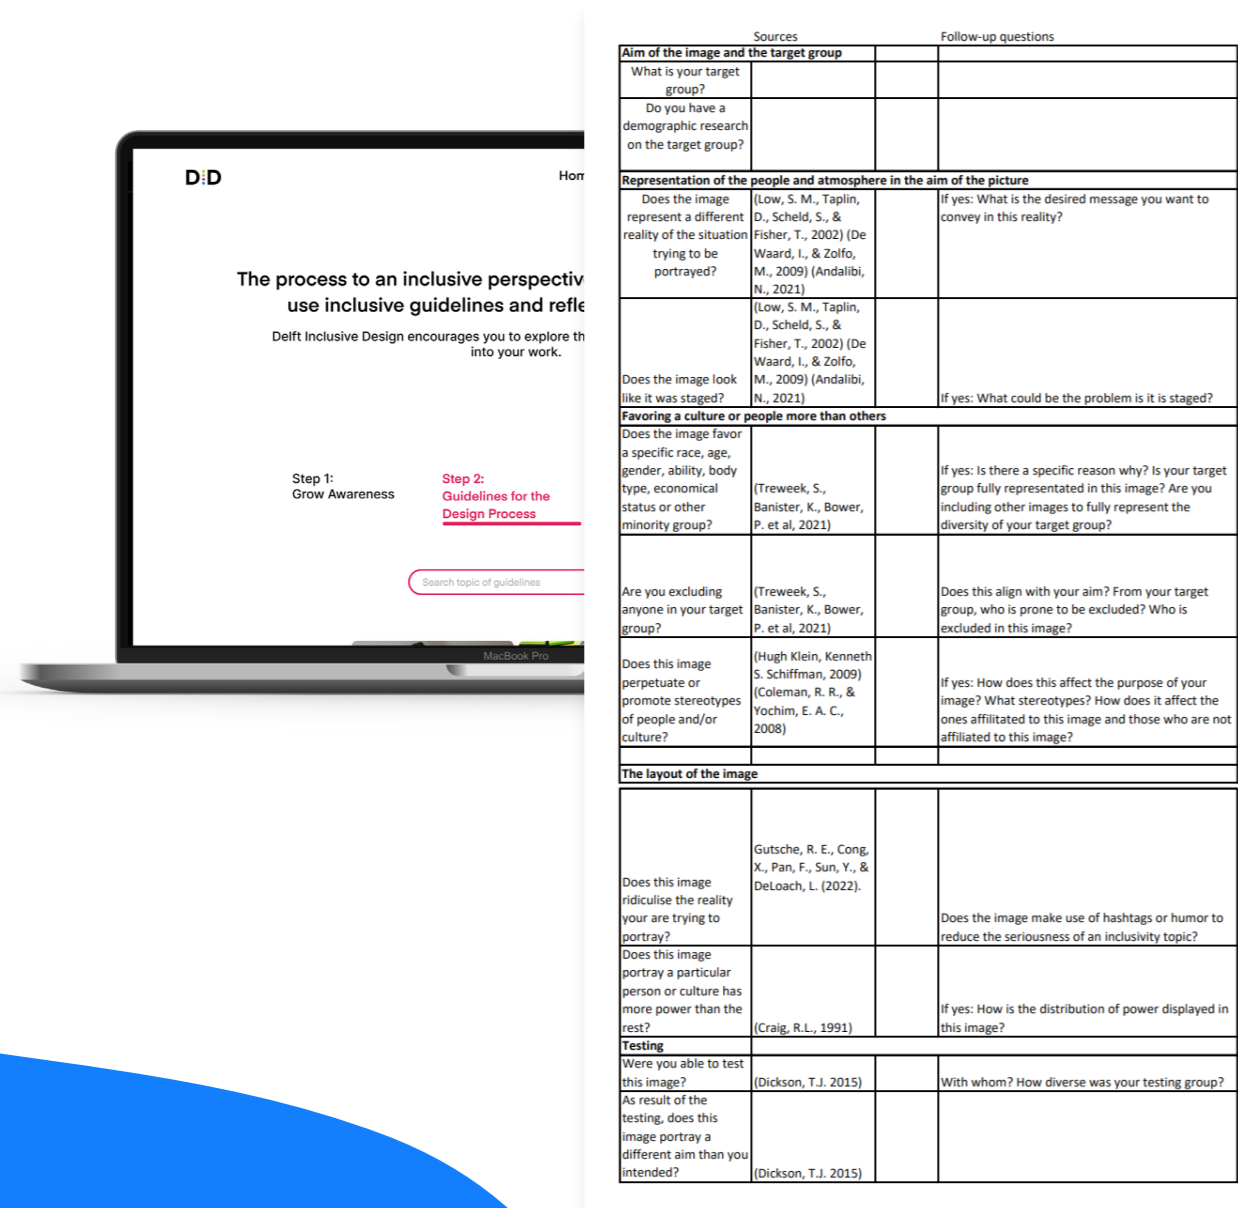 D:D
Hom
The process to an inclusive perspectiv
use inclusive guidelines and refle
Delft Inclusive Design encourages you to explore th
into your work.
Step 1:
Grow Awareness
Step 2:
Guidelines for the
Design Process
Search topic of guidelines
MacBook Pro
Sources
Follow-up questions
Aim of the image and the target group
What is your target
group?
Do you have a
demographic research
on the target group?
Representation of the people and atmosphere in the aim of the picture
Does the image
represent a different
reality of the situation
trying to be
portrayed?
(Low, S. M., Taplin,
D., Scheld, S., &
Fisher, T., 2002) (De
Waard, I., & Zolfo,
M., 2009) (Andalibi,
N., 2021)
If yes: What is the desired message you want to
convey in this reality?
Does the image look
like it was staged?
(Low, S. M., Taplin,
D., Scheld, S., &
Fisher, T., 2002) (De
Waard, I., & Zolfo,
M., 2009) (Andalibi,
N., 2021)
If yes: What could be the problem is it is staged?
Favoring a culture or people more than others
Does the image favor
a specific race, age,
gender, ability, body
type, economical
status or other
minority group?
(Treweek, S.,
Banister, K., Bower,
P. et al, 2021)
If yes: Is there a specific reason why? Is your target
group fully representated in this image? Are you
including other images to fully represent the
diversity of your target group?
Are you excluding
anyone in your target
group?
(Treweek, S.,
Banister, K., Bower,
P. et al, 2021)
Does this align with your aim? From your target
group, who is prone to be excluded? Who is
excluded in this image?
Does this image
perpetuate or
promote stereotypes
of people and/or
culture?
(Hugh Klein, Kenneth
S. Schiffman, 2009)
(Coleman, R. R., &
Yochim, E. A. C.,
2008)
If yes: How does this affect the purpose of your
image? What stereotypes? How does it affect the
ones affilitated to this image and those who are not
affiliated to this image?
The layout of the image
Does this image
ridiculise the reality
your are trying to
portray?
Gutsche, R. E., Cong,
X., Pan, F., Sun, Y., &
DeLoach, L. (2022).
Does the image make use of hashtags or humor to
reduce the seriousness of an inclusivity topic?
Does this image
portray a particular
person or culture has
more power than the
rest?
(Craig, R.L., 1991)
If yes: How is the distribution of power displayed in
this image?
Testing
Were you able to test
this image?
(Dickson, T.J. 2015)
With whom? How diverse was your testing group?
As result of the
testing, does this
image portray a
different aim than you
intended?
(Dickson, T.J. 2015)